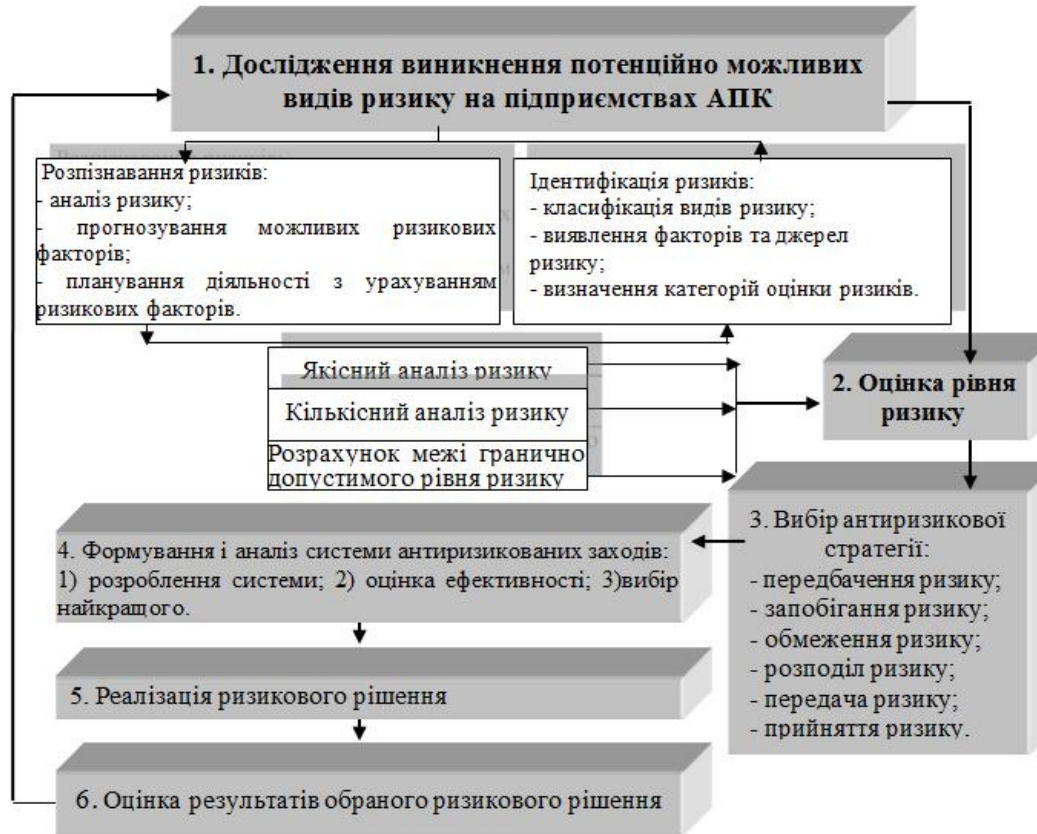 1. Дослідження виникнення потенційно можливих
видів ризику на підприємствах АПК
Розпізнавання ризиків:
- аналіз ризику;
- прогнозування можливих ризикових
факторів;
- планування діяльності з урахуванням
ризикових факторів.
Ідентифікація ризиків:
- класифікація видів ризику;
- виявлення факторів та джерел
ризику;
- визначення категорій оцінки ризиків.
Якісний аналіз ризику
Кількісний аналіз ризику
Розрахунок межі гранично
допустимого рівня ризику
2. Оцінка рівня
ризику
3. Вибір антиризикової
стратегії:
- передбачення ризику;
- запобігання ризику;
- обмеження ризику;
- розподіл ризику;
- передача ризику;
- прийняття ризику.
4. Формування і аналіз системи антиризикованих заходів:
1) розроблення системи; 2) оцінка ефективності; 3)вибір
найкращого.
5. Реалізація ризикового рішення
6. Оцінка результатів обраного ризикового рішення